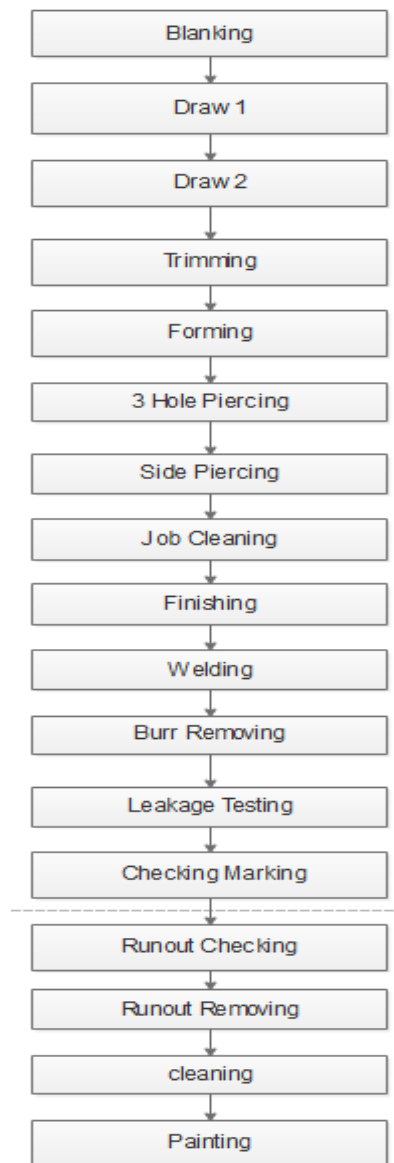 Blanking
Draw 1
Draw 2
Trimming
Forming
3 Hole Piercing
Side Piercing
Job Cleaning
Finishing
Welding
Burr Removing
Leakage Testing
Checking Marking
Runout Checking
Runout Removing
cleaning
Painting